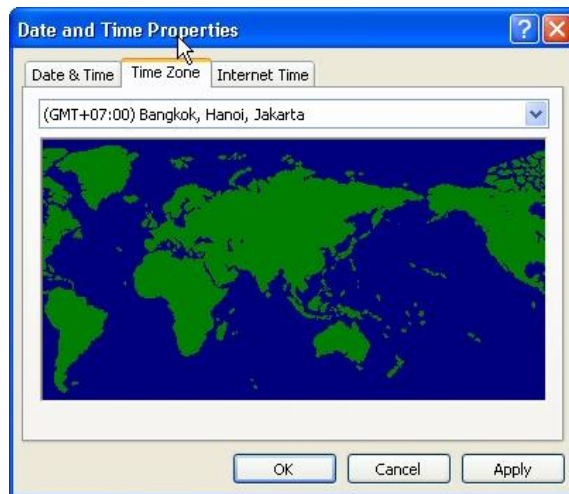 Date and Time Properties
Date & Time Time Zone Internet Time
(GMT+07:00) Bangkok, Hanoi, Jakarta
OK Cancel Apply